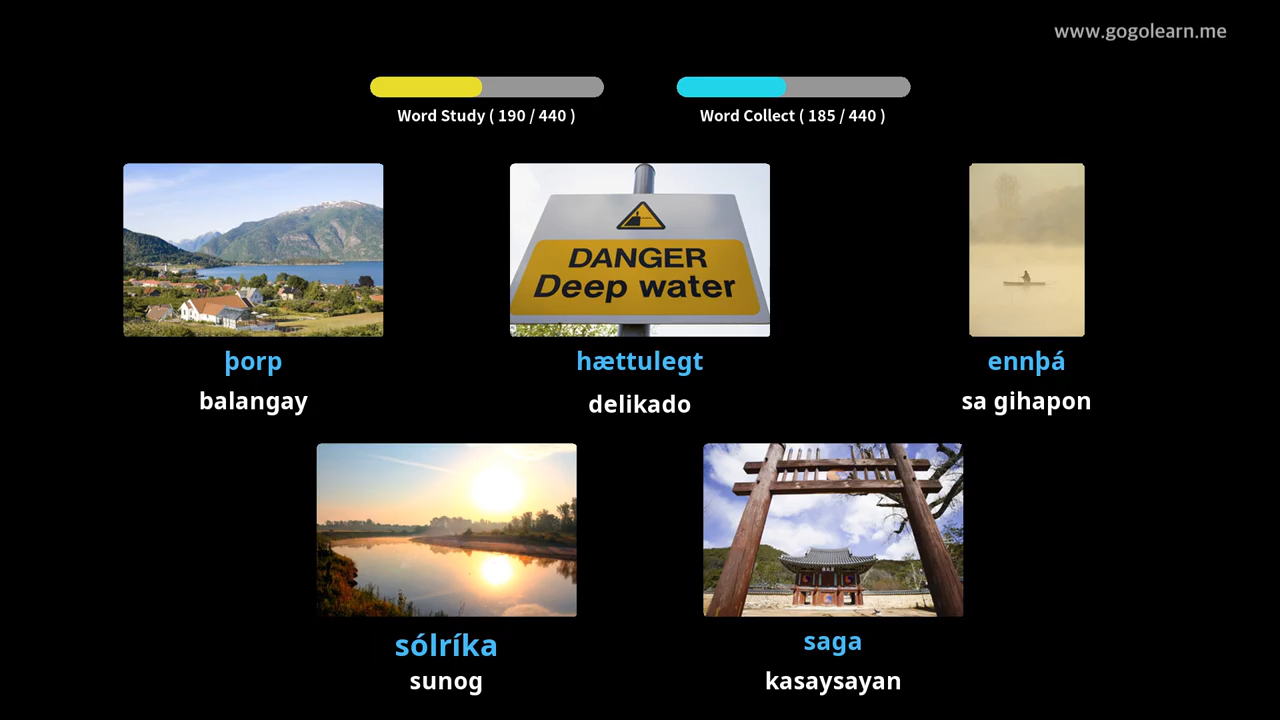 www.gogolearn.me
Word Study ( 190 / 440 )
Word Collect ( 185 / 440 )
DANGER
Deep water
þorp
hættulegt
ennþá
balangay
delikado
sa gihapon
sólríka
saga
sunog
kasaysayan